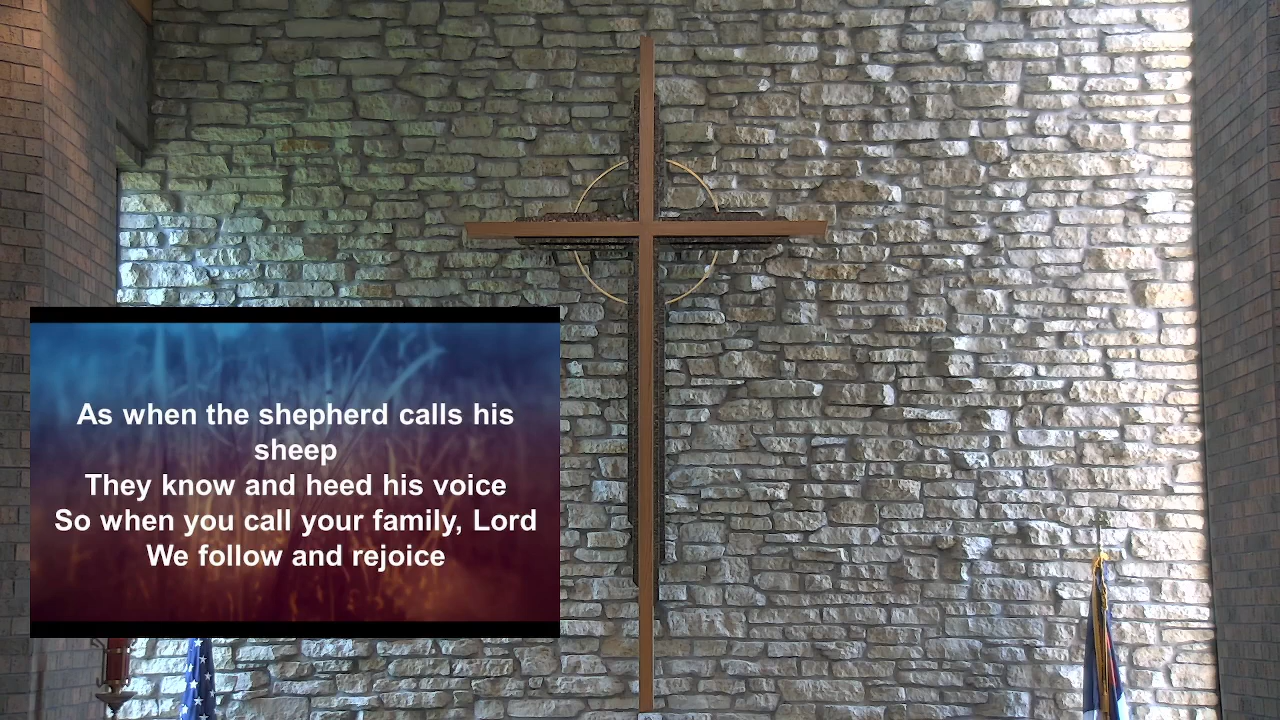 As when the shepherd calls his
sheep
They know and heed his voice
So when you call your family, Lord
We follow and rejoice